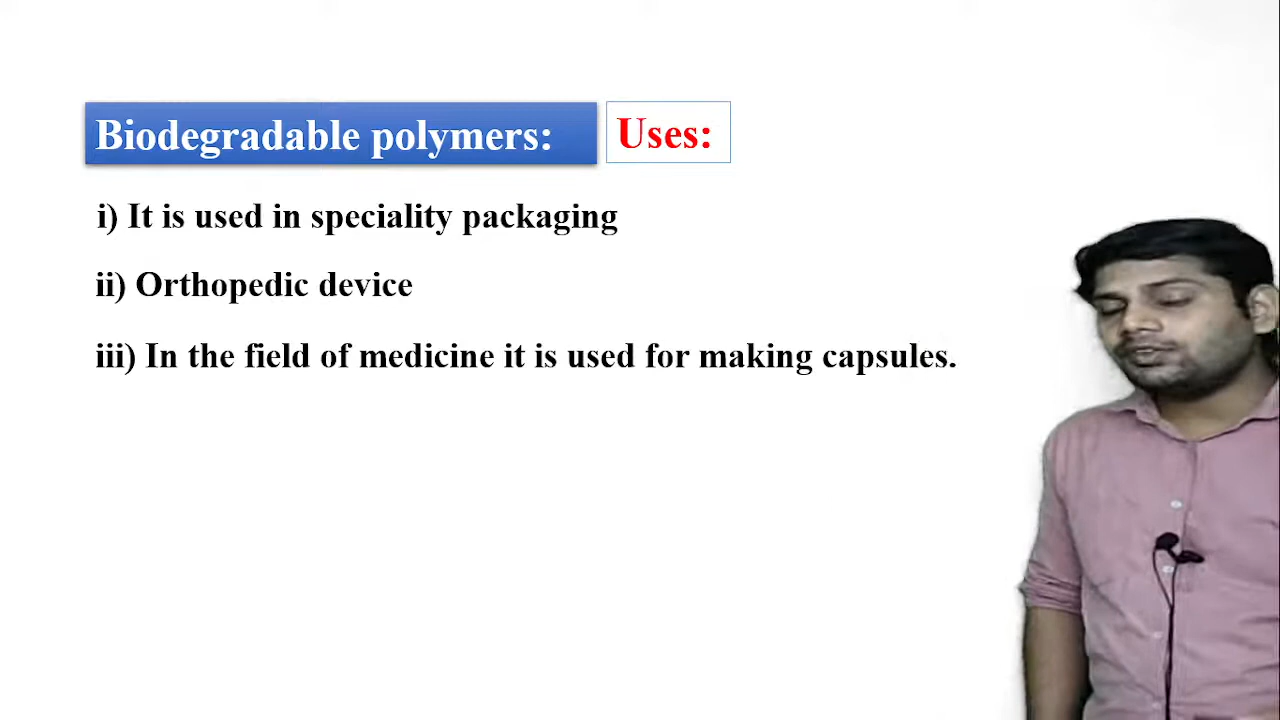 Biodegradable polymers: Uses:
i) It is used in speciality packaging
ii) Orthopedic device
iii) In the field of medicine it is used for making capsules.